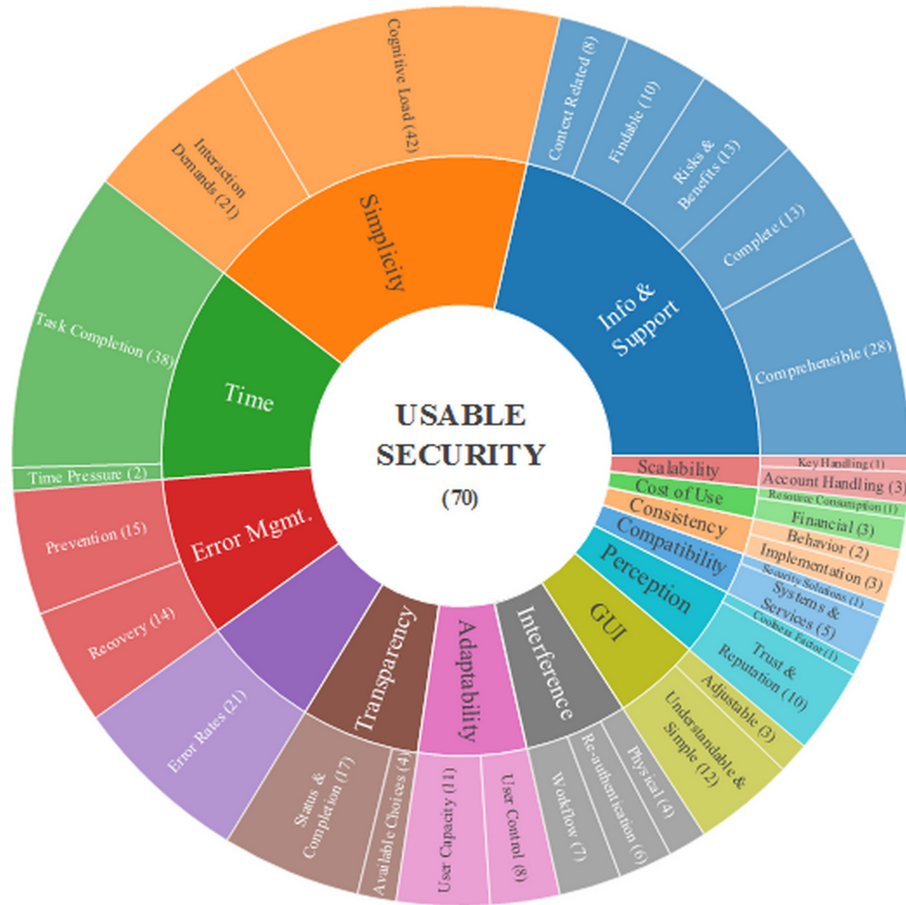 USABLE
SECURITY
(70)
Info &
Support
Context Related (8)
Findable (10)
Risks &
Benefits (13)
Complete (13)
Comprehensible (28)
Scalability
Key Handling (1)
Account Handling (3)
Cost of Use
Resource Consumption (1)
Financial (3)
Consistency
Behavior (2)
Implementation (3)
Compatibility
Security Solutions (1)
Systems &
Services (5)
Perception
Coolness Factor (1)
Trust &
Reputation (10)
GUI
Adjustable (3)
Understandable &
Simple (12)
Interference
Physical (4)
Re-authentication (6)
Workflow (7)
Adaptability
User Control (8)
User Capacity (11)
Transparency
Available Choices (4)
Status &
Completion (17)
Error Rates (21)
Error Mgmt.
Recovery (14)
Prevention (15)
Time
Time Pressure (2)
Task Completion (38)
Simplicity
Interaction
Demands (21)
Cognitive Load (42)